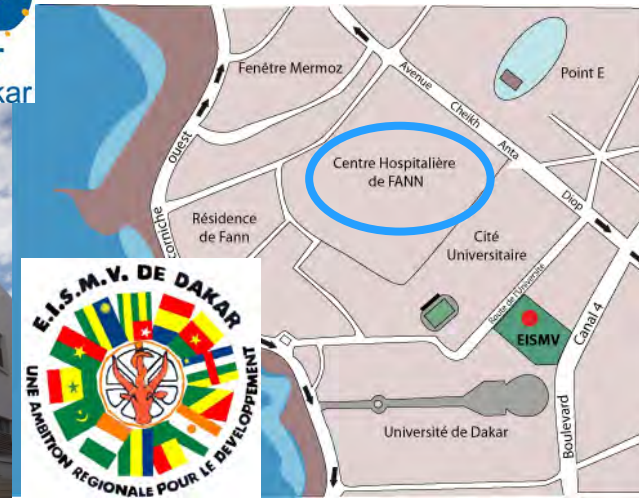 kar
Fenêtre Mermoz
Point E
Avenue Cheikh Anta Diop
ouest
corniche
Centre Hospitalière
de FANN
Résidence
de Fann
Cité
Universitaire
Route de l'Université
EISMV
Canal 4
Boulevard
Université de Dakar
E.I.S.M.V. DE DAKAR
UNE AMBITION REGIONALE POUR LE DEVELOPPEMENT